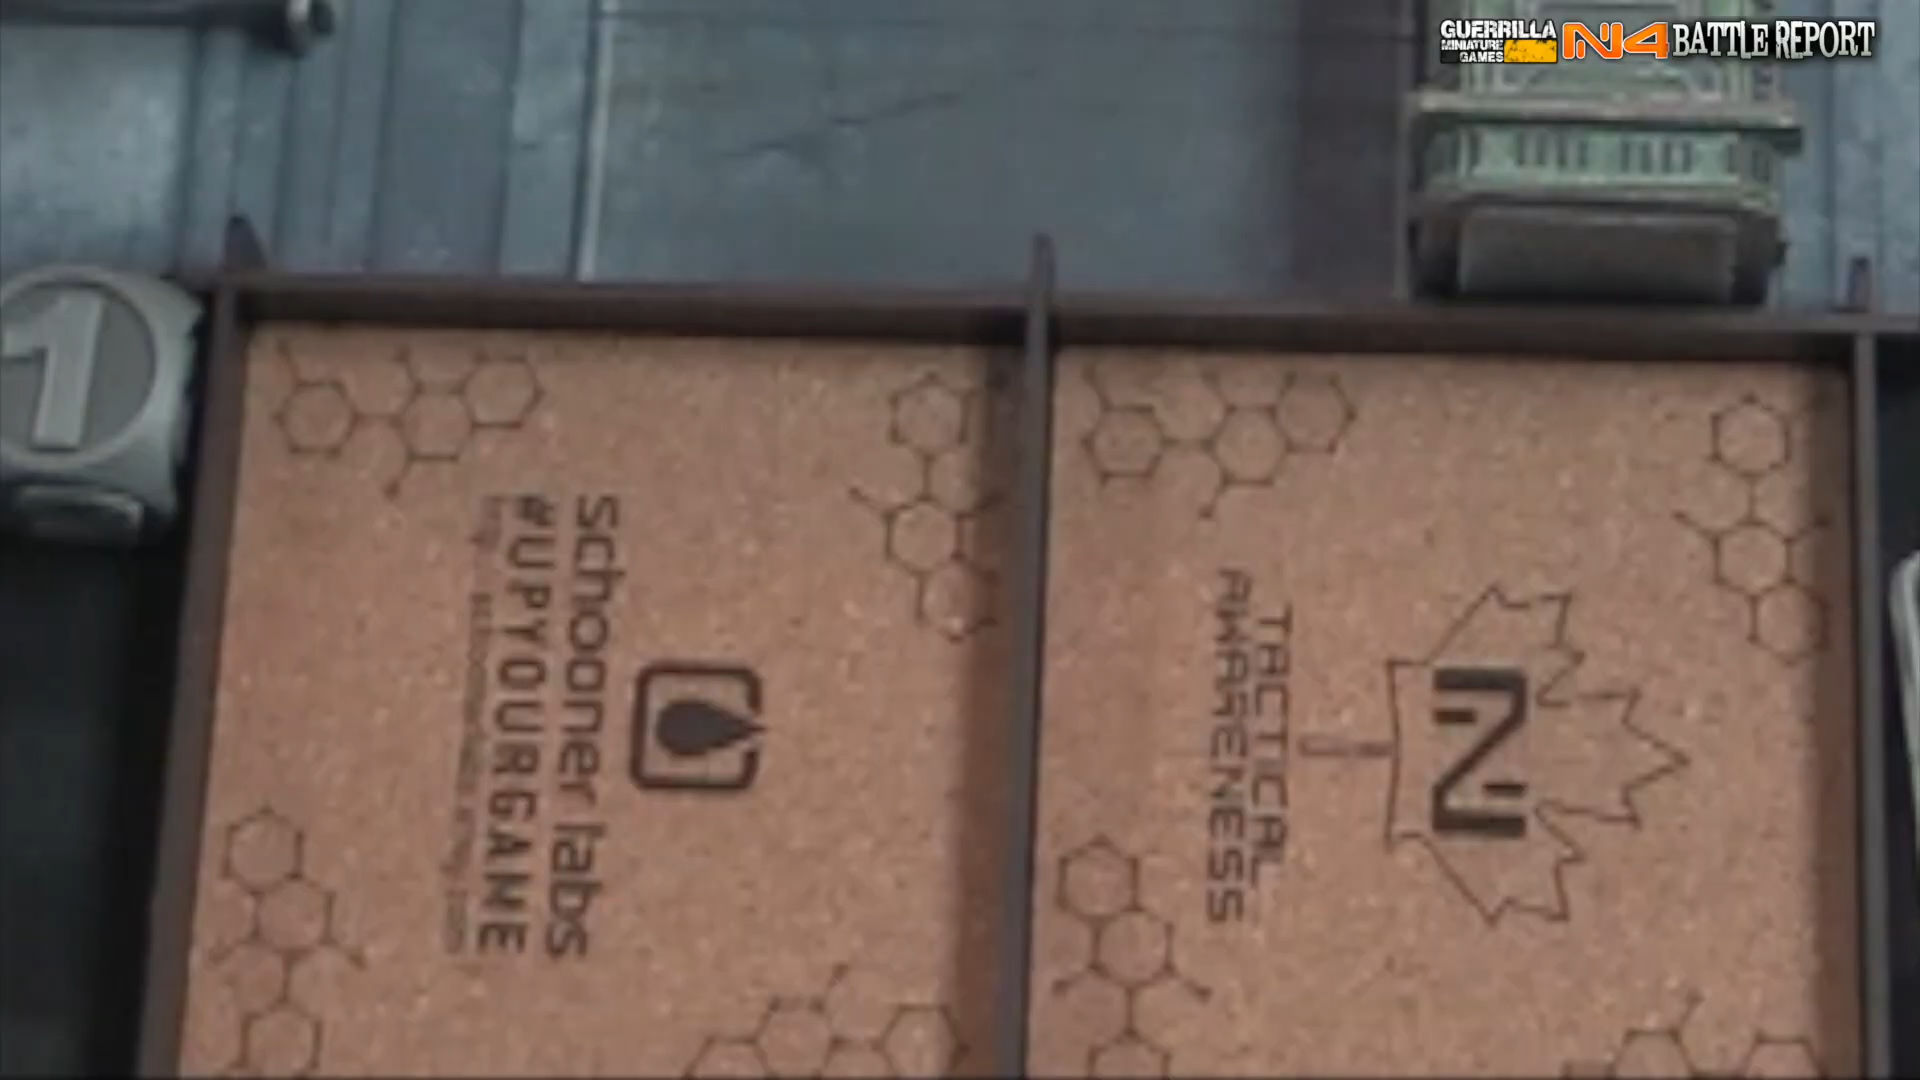 GUERRILLA
MINIATURE
GAMES
N4 BATTLE REPORT
1
schooner labs
#UPYOURGAME
TACTICAL
AWARENESS
N